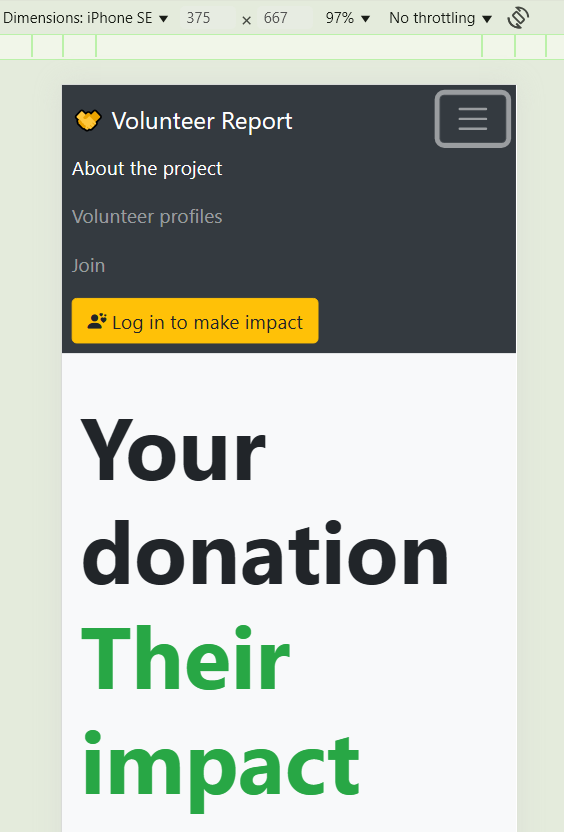 Dimensions: iPhone SE ▼ 375 × 667 97% ▼ No throttling ▼
Volunteer Report
About the project
Volunteer profiles
Join
Log in to make impact
Your
donation
Their
impact